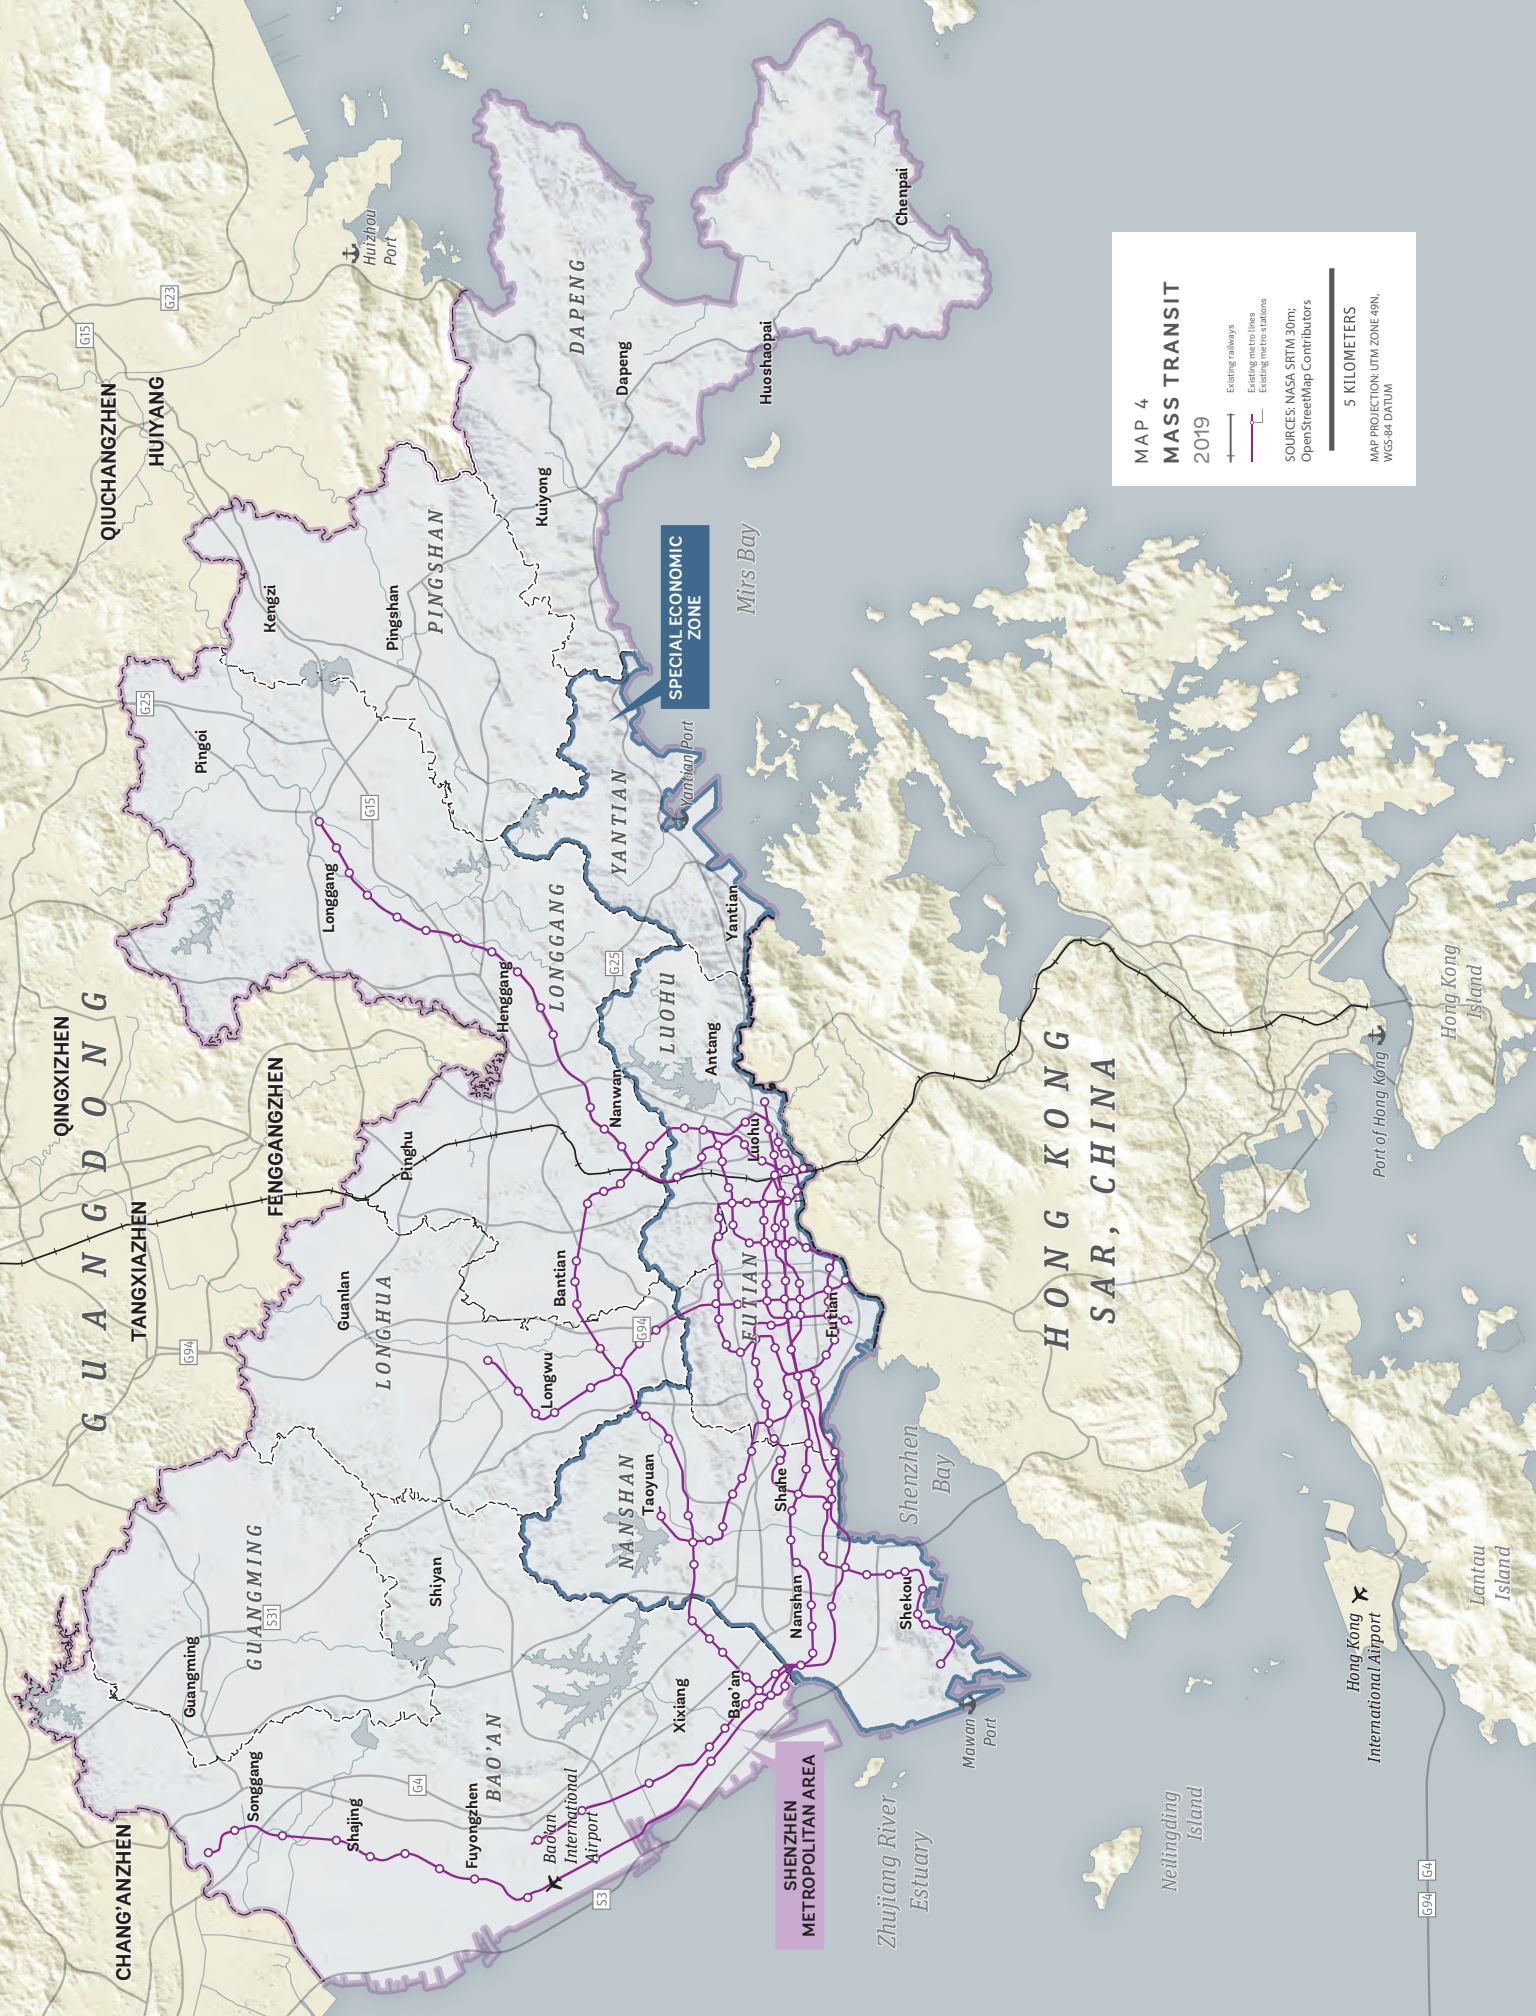 MAP 4
MASS TRANSIT
2019
Existing railways
Existing metro lines
Existing metro stations
SOURCES: NASA SRTM 30m;
OpenStreetMap Contributors
5 KILOMETERS
MAP PROJECTION: UTM ZONE 49N,
WGS-84 DATUM
CHANG'ANZHEN
GUANGDONG
TANGXIAZHEN
QINGXIZHEN
FENGGANGZHEN
QIUCHANGZHEN
HUIYANG
G94
G25
G15
G23
Huizhou
Port
Songgang
Guangming
GUANGMING
S31
Shajing
G4
Fuyongzhen
BAO'AN
Shiyan
Bao'an
International
Airport
S3
Xixiang
Bao'an
SHENZHEN
METROPOLITAN AREA
Guanlan
LONGHUA
Longwu
Bantian
G94
Pinghu
Nanwan
Henggang
LONGGANG
Longgang
G25
G15
Pingoi
Kengzi
Pingshan
PINGSHAN
Kuiyong
DAPENG
Dapeng
Huoshaopai
Chenpai
NANSHAN
Taoyuan
Shahe
Nanshan
Shekou
Mawan
Port
FUTIAN
Futian
Luohu
LUOHU
Antang
YANTIAN
Yantian
Yantian Port
SPECIAL ECONOMIC
ZONE
Mirs Bay
Shenzhen
Bay
Zhujiang River
Estuary
Neilingding
Island
HONG KONG
SAR, CHINA
Port of Hong Kong
Hong Kong
Island
Hong Kong
International Airport
Lantau
Island
G94
G4